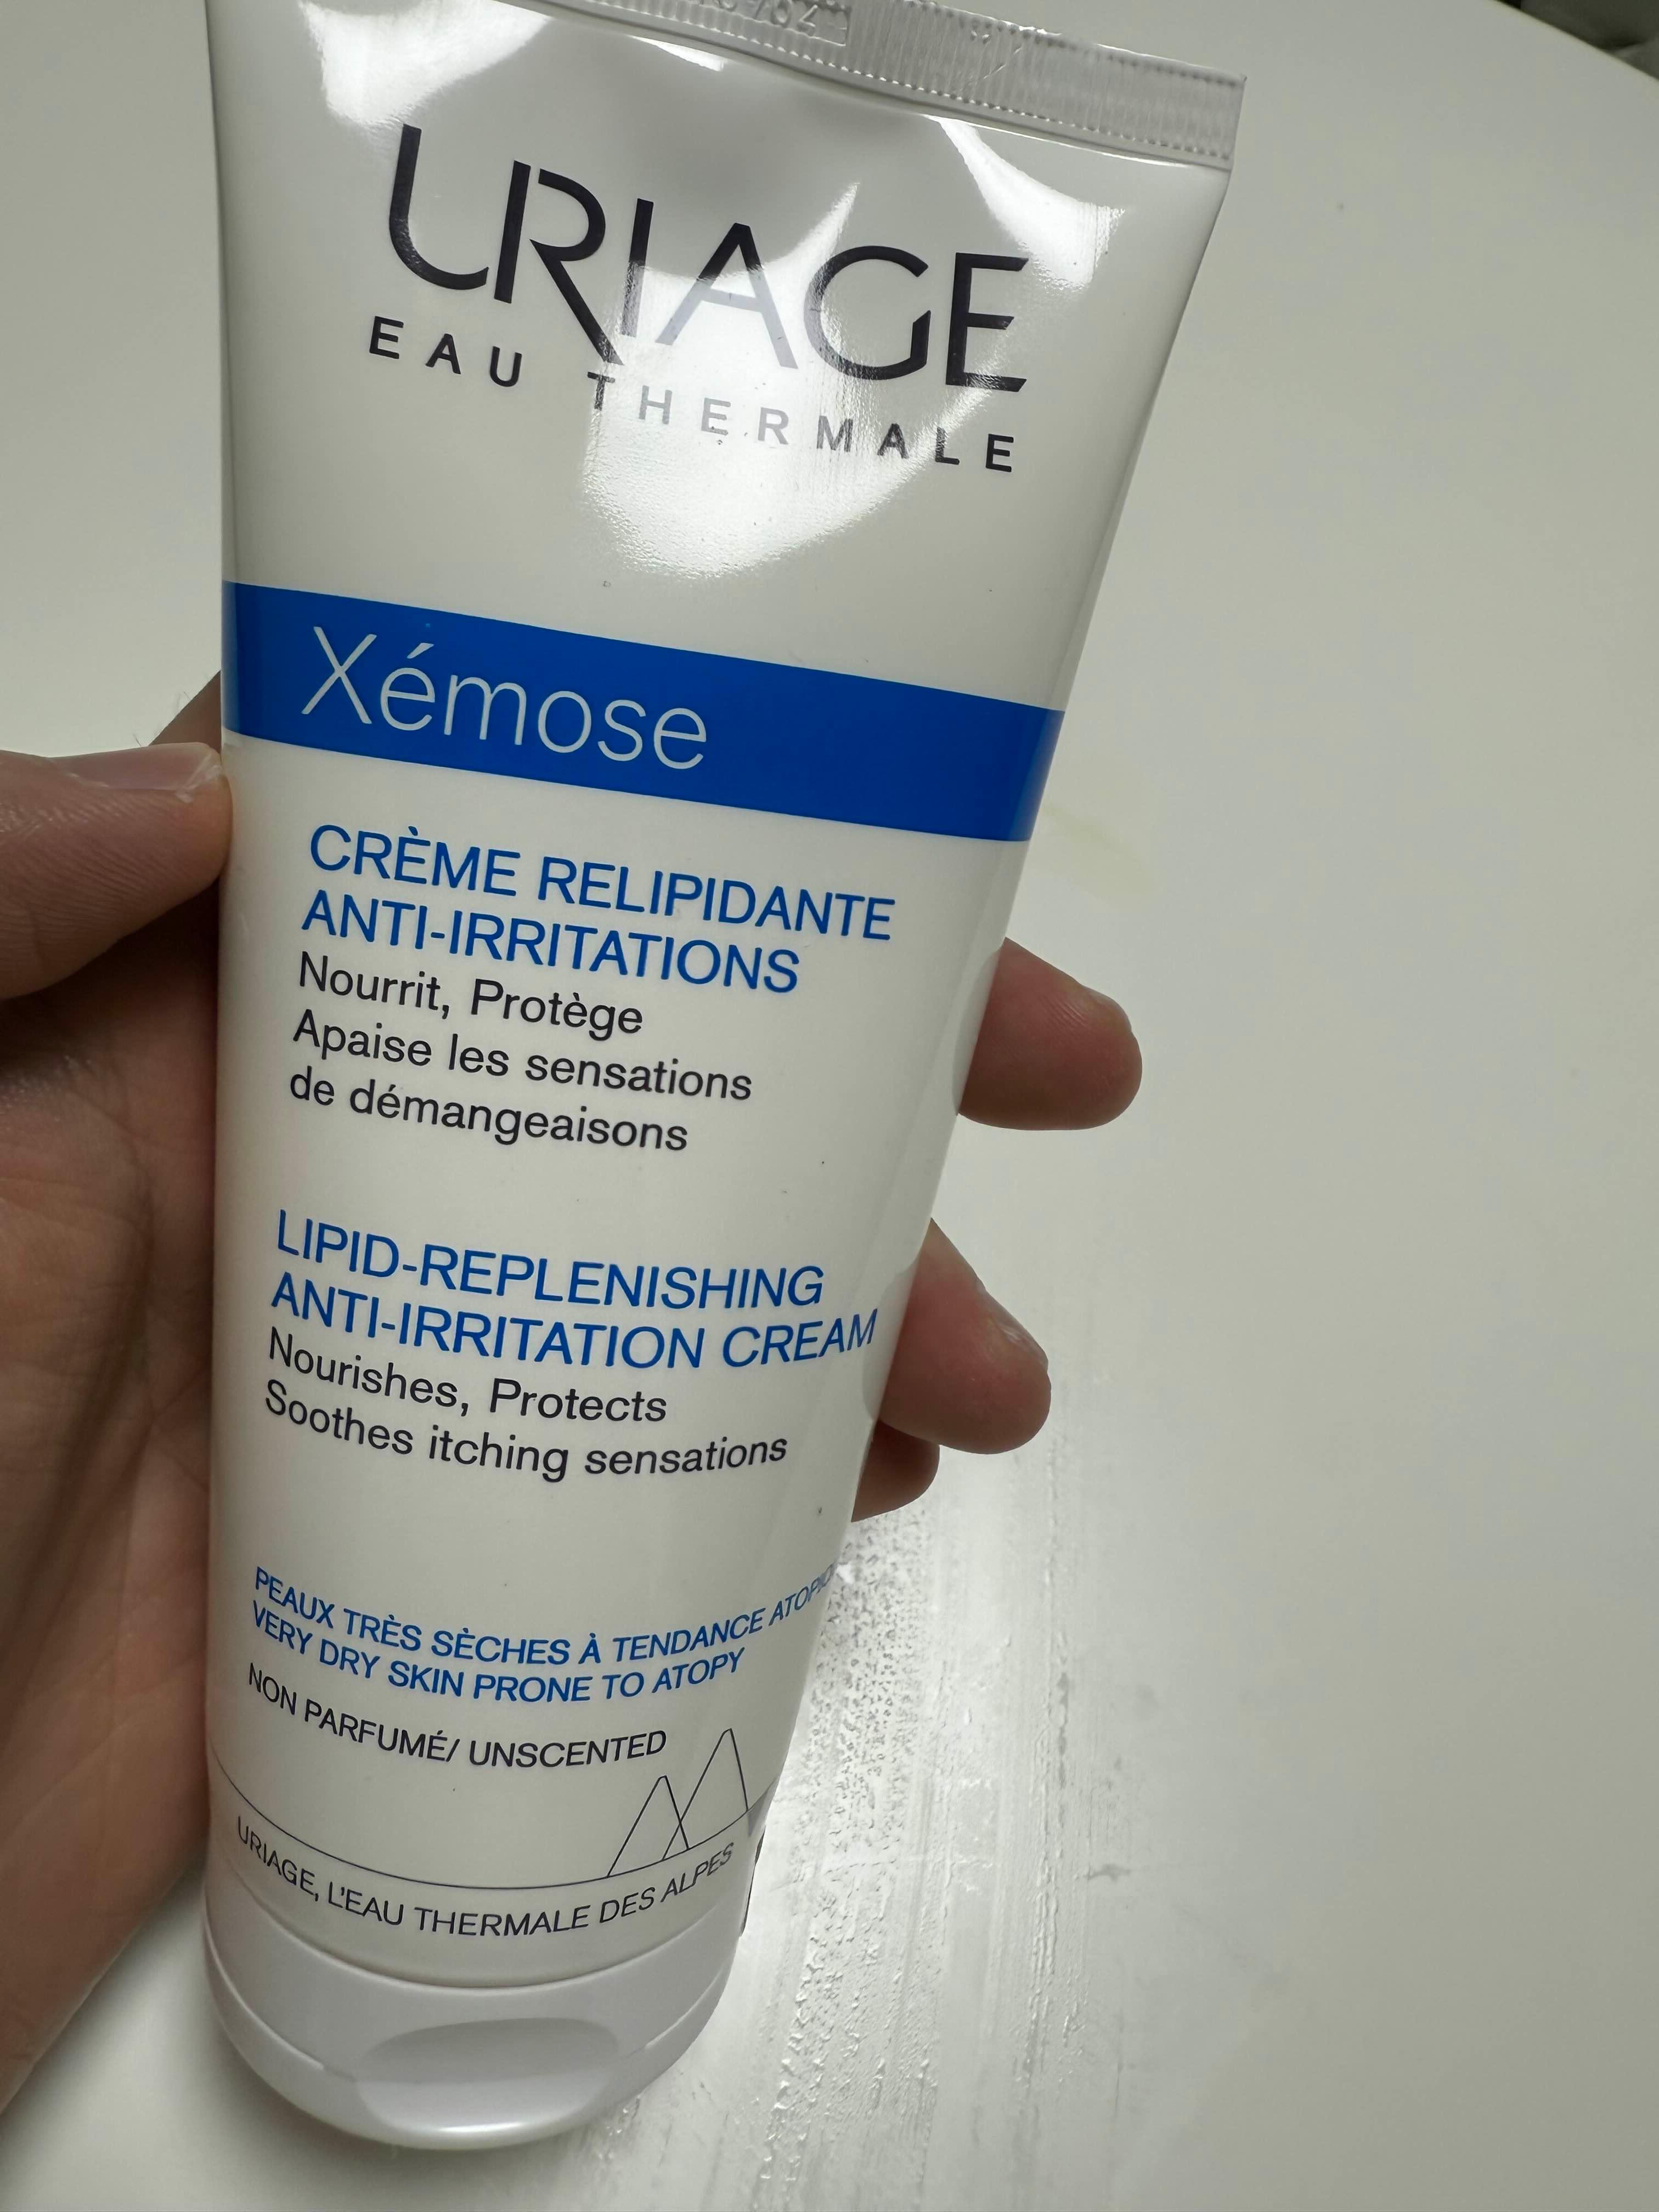 URIAGE
EAU THERMALE
Xémose
CRÈME RELIPIDANTE
ANTI-IRRITATIONS
Nourrit, Protège
Apaise les sensations
de démangeaisons
LIPID-REPLENISHING
ANTI-IRRITATION CREAM
Nourishes, Protects
Soothes itching sensations
PEAUX TRÈS SÈCHES À TENDANCE
VERY DRY SKIN PRONE TO ATOPY
NON PARFUMÉ/ UNSCENTED
URIAGE, L'EAU THERMALE DES ALPES